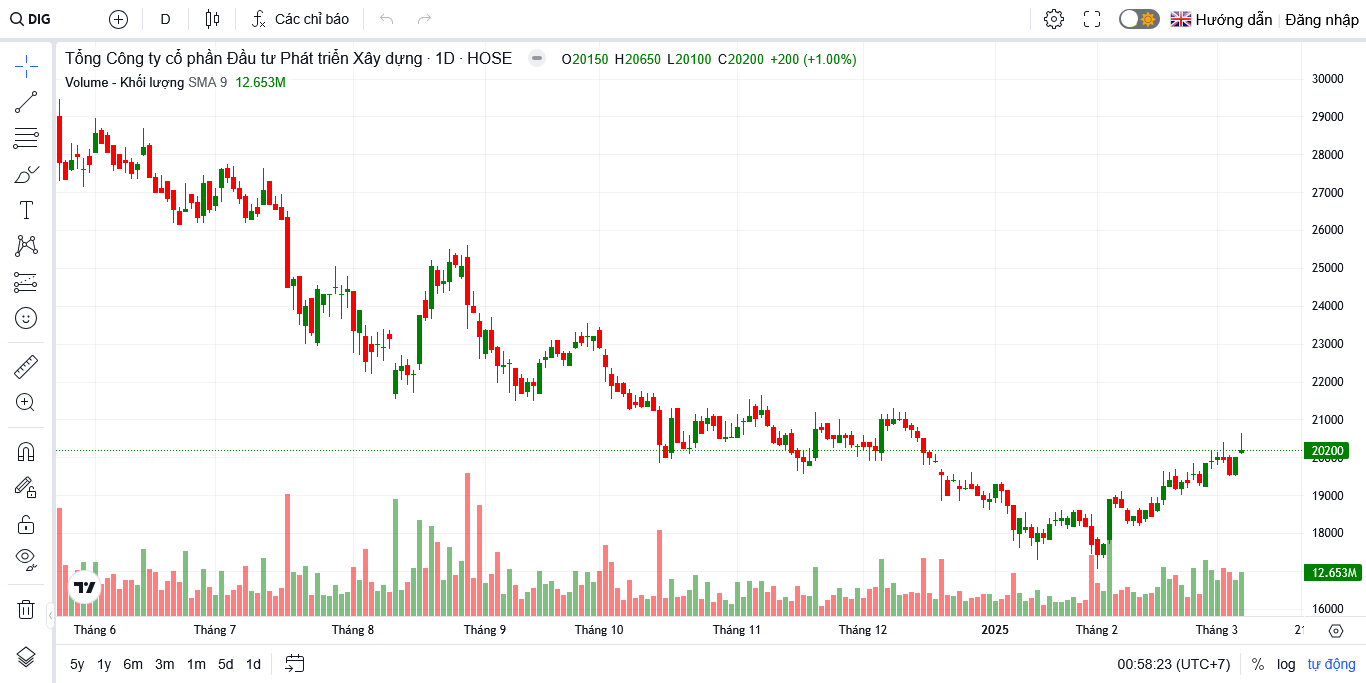 DIG D Các chỉ báo Hướng dẫn Đăng nhập
Tổng Công ty cổ phần Đầu tư Phát triển Xây dựng · 1D · HOSE O20150 H20650 L20100 C20200 +200 (+1.00%)
Volume - Khối lượng SMA 9 12.653M
30000
29000
28000
27000
26000
25000
24000
23000
22000
21000
20200
20000
19000
18000
12.653M
16000
Tháng 6 Tháng 7 Tháng 8 Tháng 9 Tháng 10 Tháng 11 Tháng 12 2025 Tháng 2 Tháng 3 21
5y 1y 6m 3m 1m 5d 1d 00:58:23 (UTC+7) % log tự động